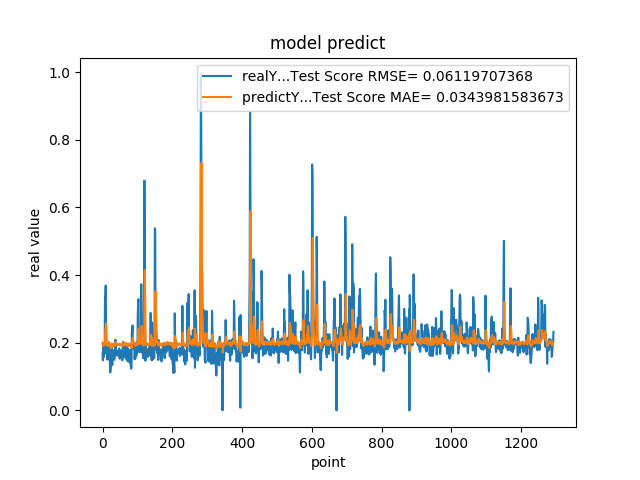 model predict
realY...Test Score RMSE= 0.06119707368
predictY...Test Score MAE= 0.0343981583673
1.0
0.8
0.6
0.4
0.2
0.0
real value
0 200 400 600 800 1000 1200
point